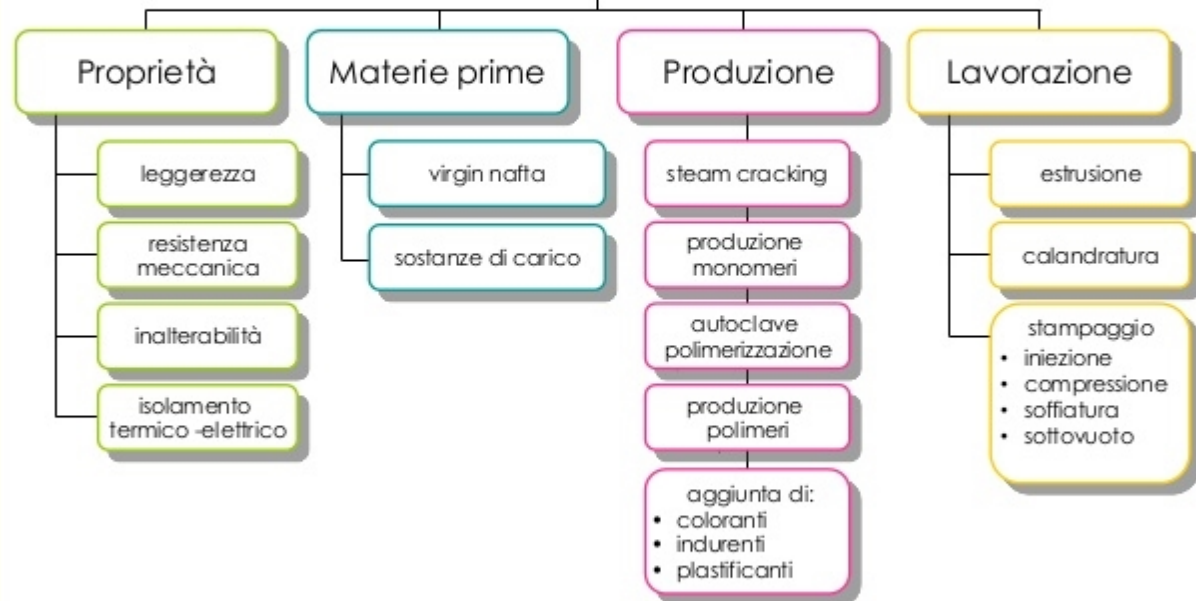 Proprietà
leggerezza
resistenza
meccanica
inalterabilità
isolamento
termico -elettrico
Materie prime
virgin nafta
sostanze di carico
Produzione
steam cracking
produzione
monomeri
autoclave
polimerizzazione
produzione
polimeri
aggiunta di:
• coloranti
• indurenti
• plastificanti
Lavorazione
estrusione
calandratura
stampaggio
• iniezione
• compressione
• soffiatura
• sottovuoto